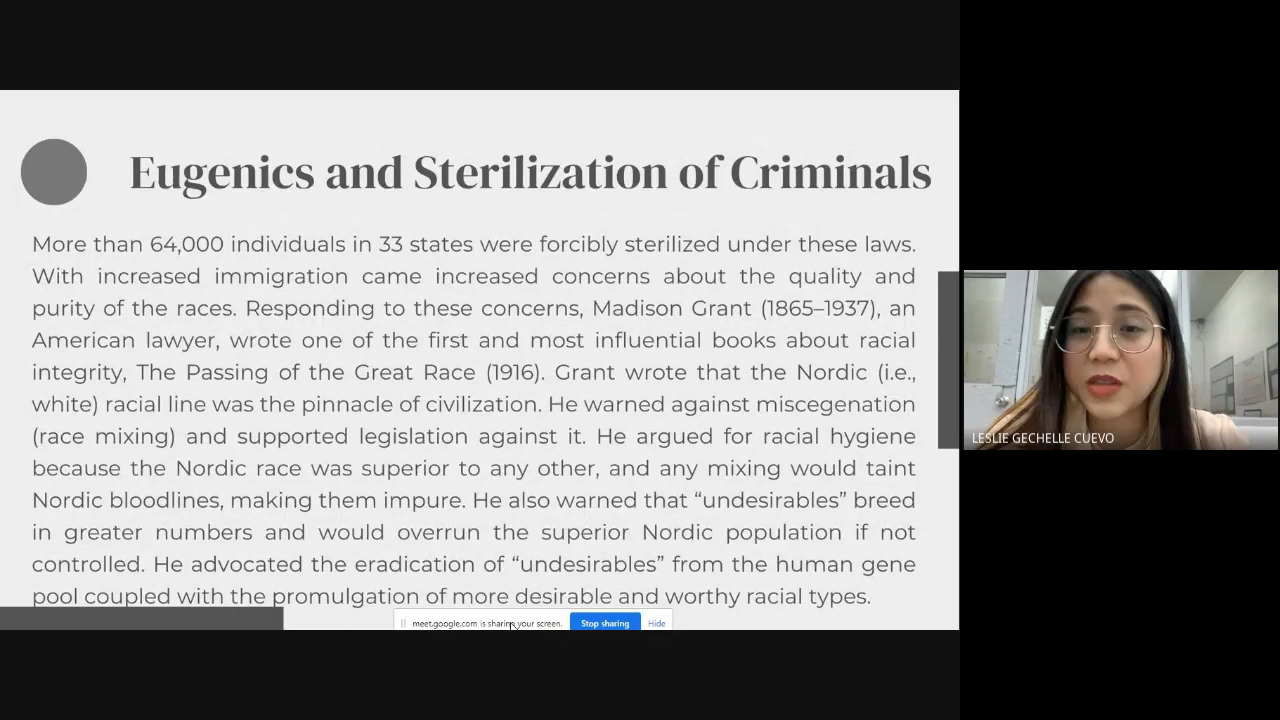 Eugenics and Sterilization of Criminals
More than 64,000 individuals in 33 states were forcibly sterilized under these laws.
With increased immigration came increased concerns about the quality and
purity of the races. Responding to these concerns, Madison Grant (1865–1937), an
American lawyer, wrote one of the first and most influential books about racial
integrity, The Passing of the Great Race (1916). Grant wrote that the Nordic (i.e.,
white) racial line was the pinnacle of civilization. He warned against miscegenation
(race mixing) and supported legislation against it. He argued for racial hygiene
because the Nordic race was superior to any other, and any mixing would taint
Nordic bloodlines, making them impure. He also warned that “undesirables” breed
in greater numbers and would overrun the superior Nordic population if not
controlled. He advocated the eradication of “undesirables” from the human gene
pool coupled with the promulgation of more desirable and worthy racial types.
meet.google.com is sharing your screen. Stop sharing Hide
LESLIE GECHELLE CUEVO